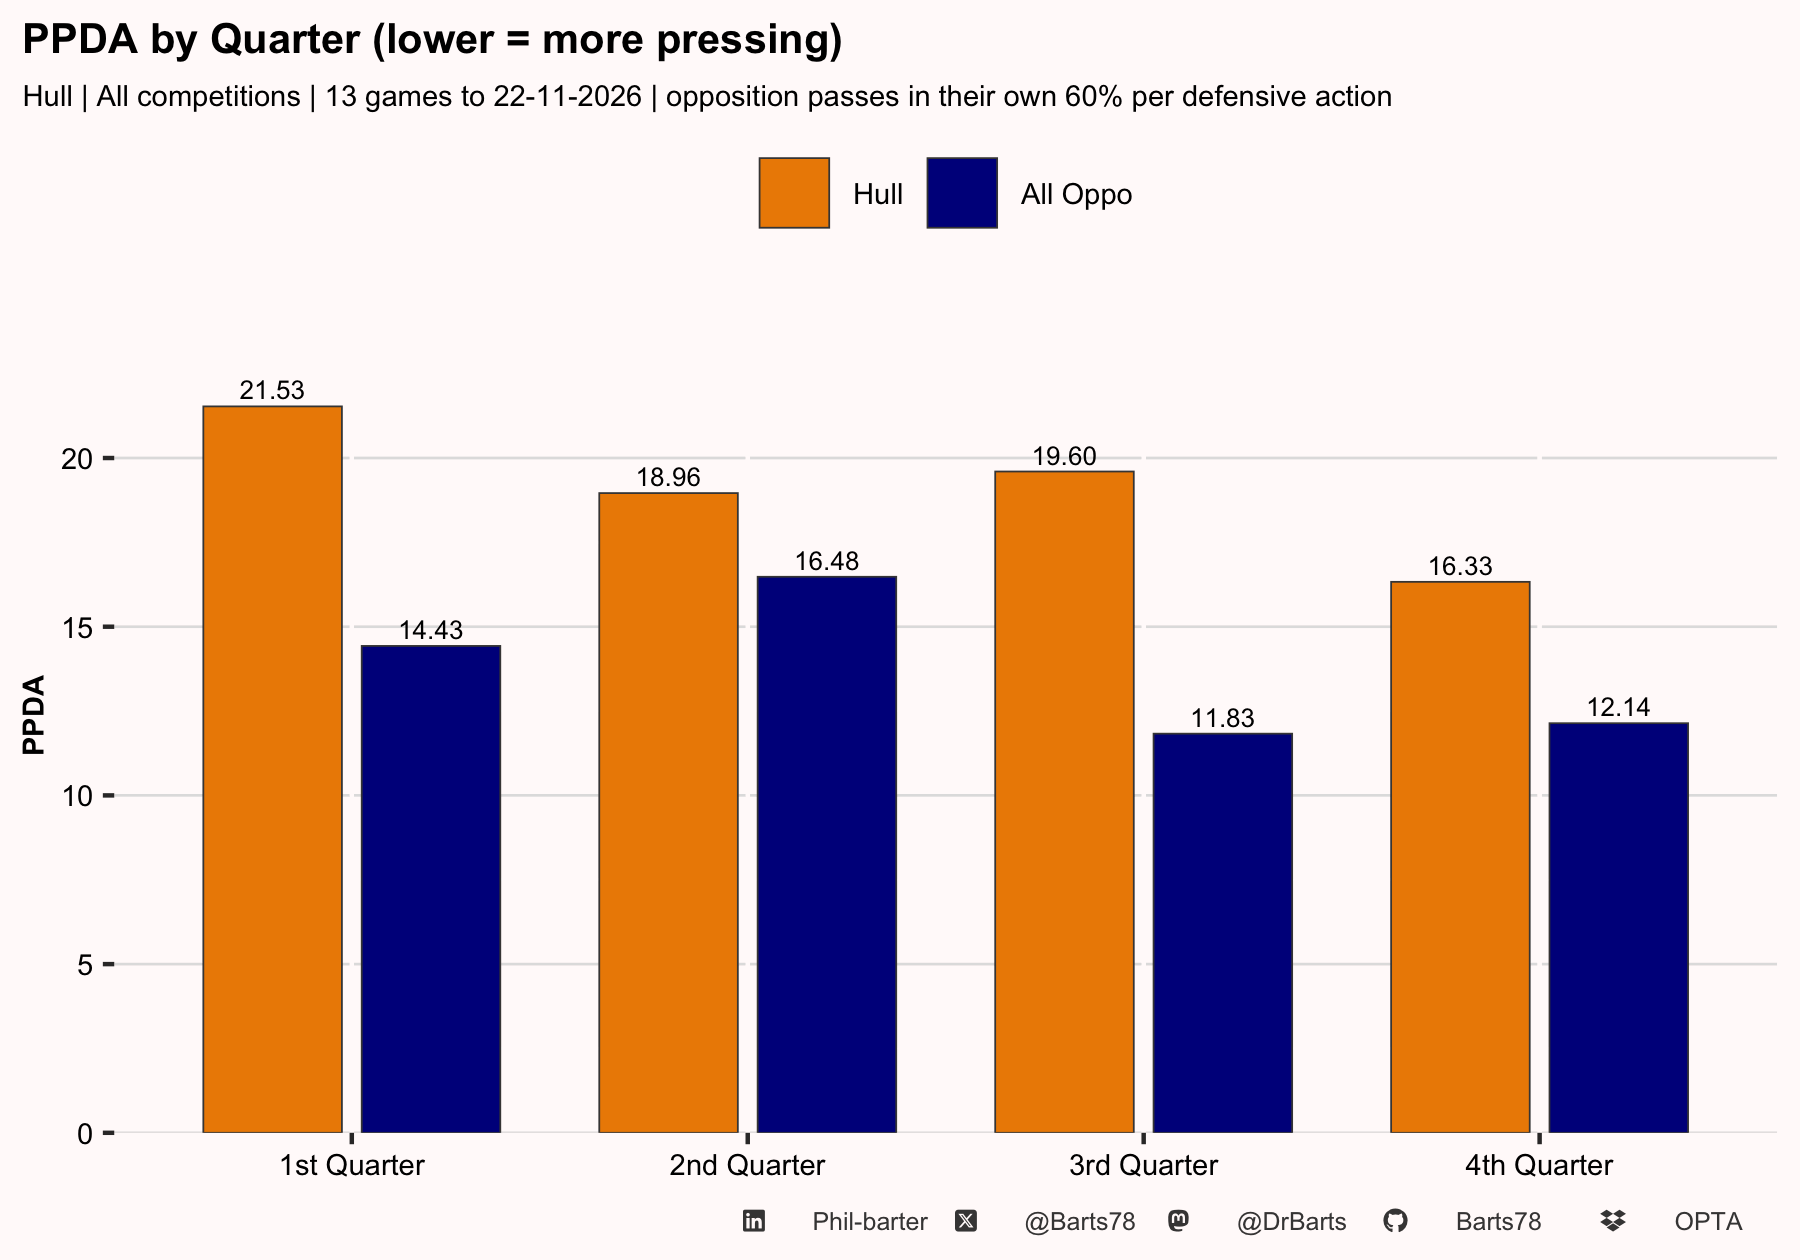 PPDA by Quarter (lower = more pressing)
Hull | All competitions | 13 games to 22-11-2026 | opposition passes in their own 60% per defensive action
Hull
All Oppo
21.53
14.43
18.96
16.48
19.60
11.83
16.33
12.14
20
15
10
5
0
PPDA
1st Quarter
2nd Quarter
3rd Quarter
4th Quarter
Phil-barter @Barts78 @DrBarts Barts78 OPTA